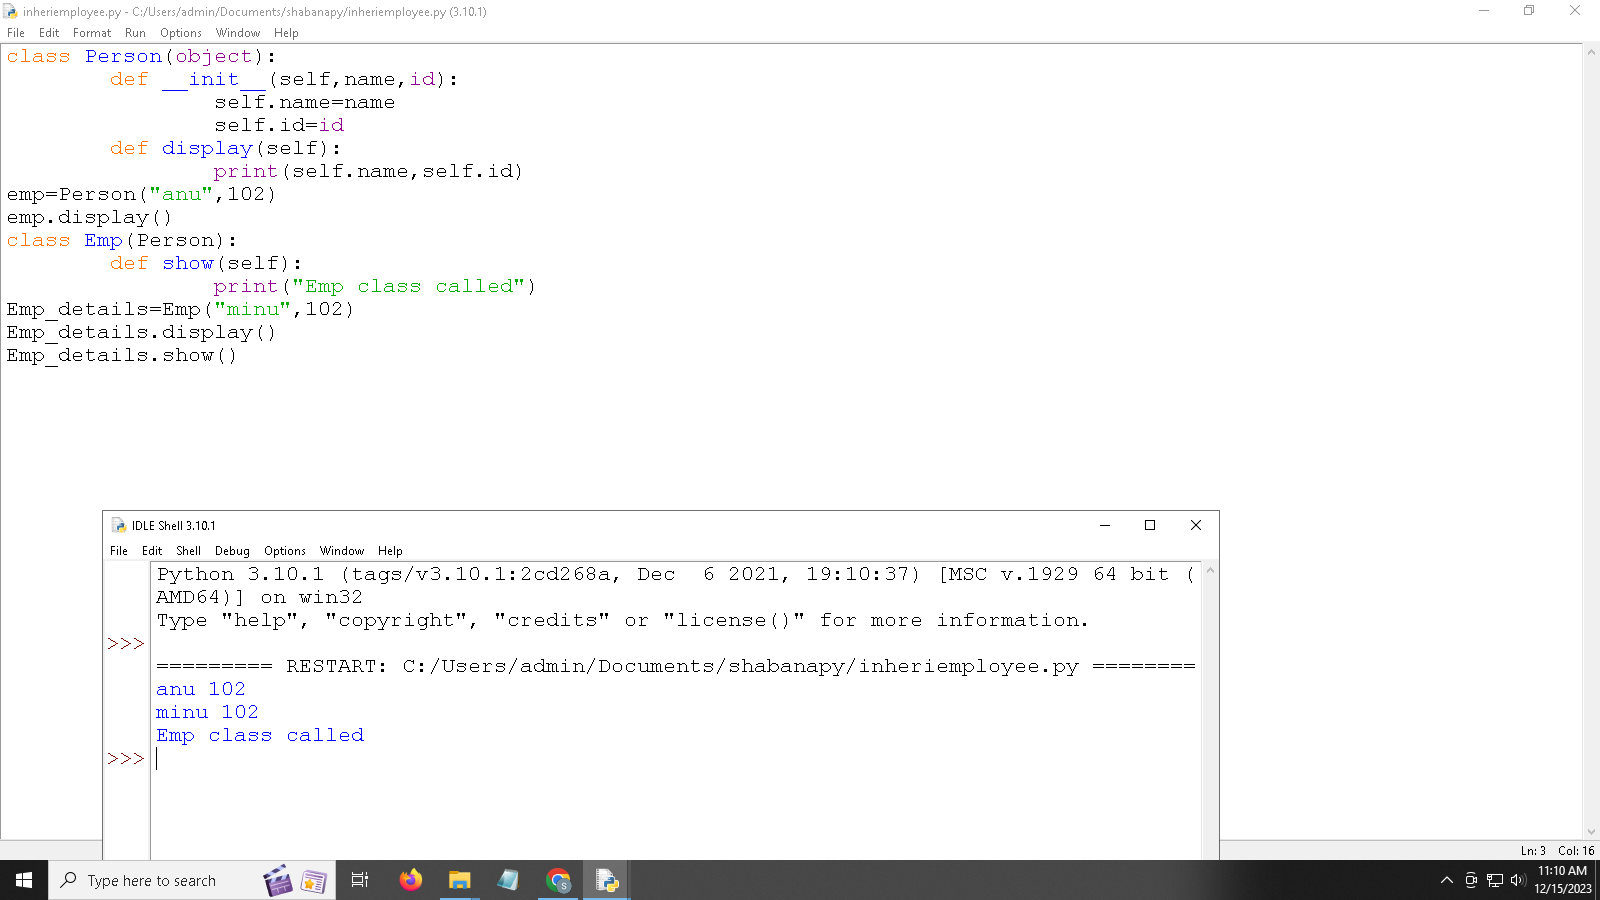 inheriemployee.py - C:/Users/admin/Documents/shabanapy/inheriemployee.py (3.10.1)
File Edit Format Run Options Window Help
class Person(object):
        def __init__(self,name,id):
                self.name=name
                self.id=id
        def display(self):
                print(self.name,self.id)
emp=Person("anu",102)
emp.display()
class Emp(Person):
        def show(self):
                print("Emp class called")
Emp_details=Emp("minu",102)
Emp_details.display()
Emp_details.show()
IDLE Shell 3.10.1
File Edit Shell Debug Options Window Help
Python 3.10.1 (tags/v3.10.1:2cd268a, Dec  6 2021, 19:10:37) [MSC v.1929 64 bit (
AMD64)] on win32
Type "help", "copyright", "credits" or "license()" for more information.
>>>
========= RESTART: C:/Users/admin/Documents/shabanapy/inheriemployee.py ========
anu 102
minu 102
Emp class called
>>>
Ln: 3 Col: 16
Type here to search
S
11:10 AM
12/15/2023